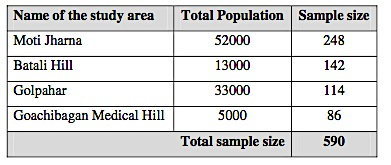 Name of the study area Total Population Sample size
Moti Jharna 52000 248
Batali Hill 13000 142
Golpahar 33000 114
Goachibagan Medical Hill 5000 86
Total sample size 590